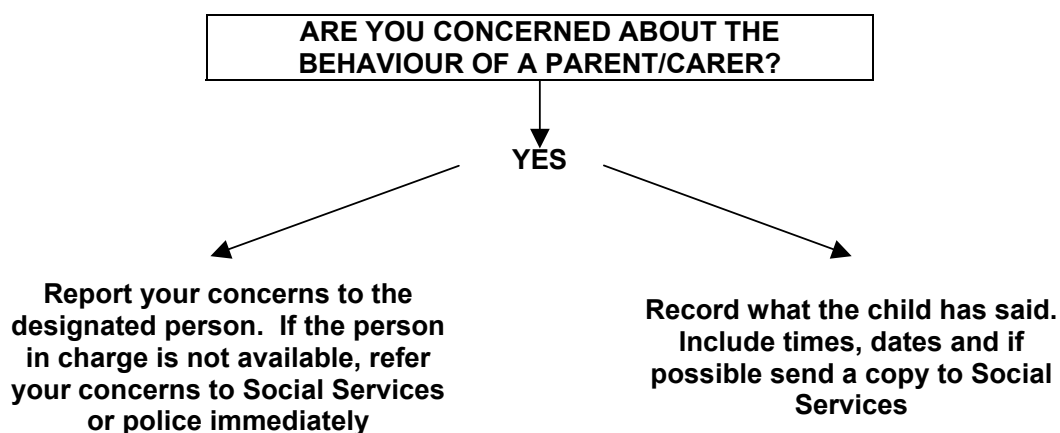 ARE YOU CONCERNED ABOUT THE
BEHAVIOUR OF A PARENT/CARER?
YES
Report your concerns to the
designated person.  If the person
in charge is not available, refer
your concerns to Social Services
or police immediately
Record what the child has said.
Include times, dates and if
possible send a copy to Social
Services